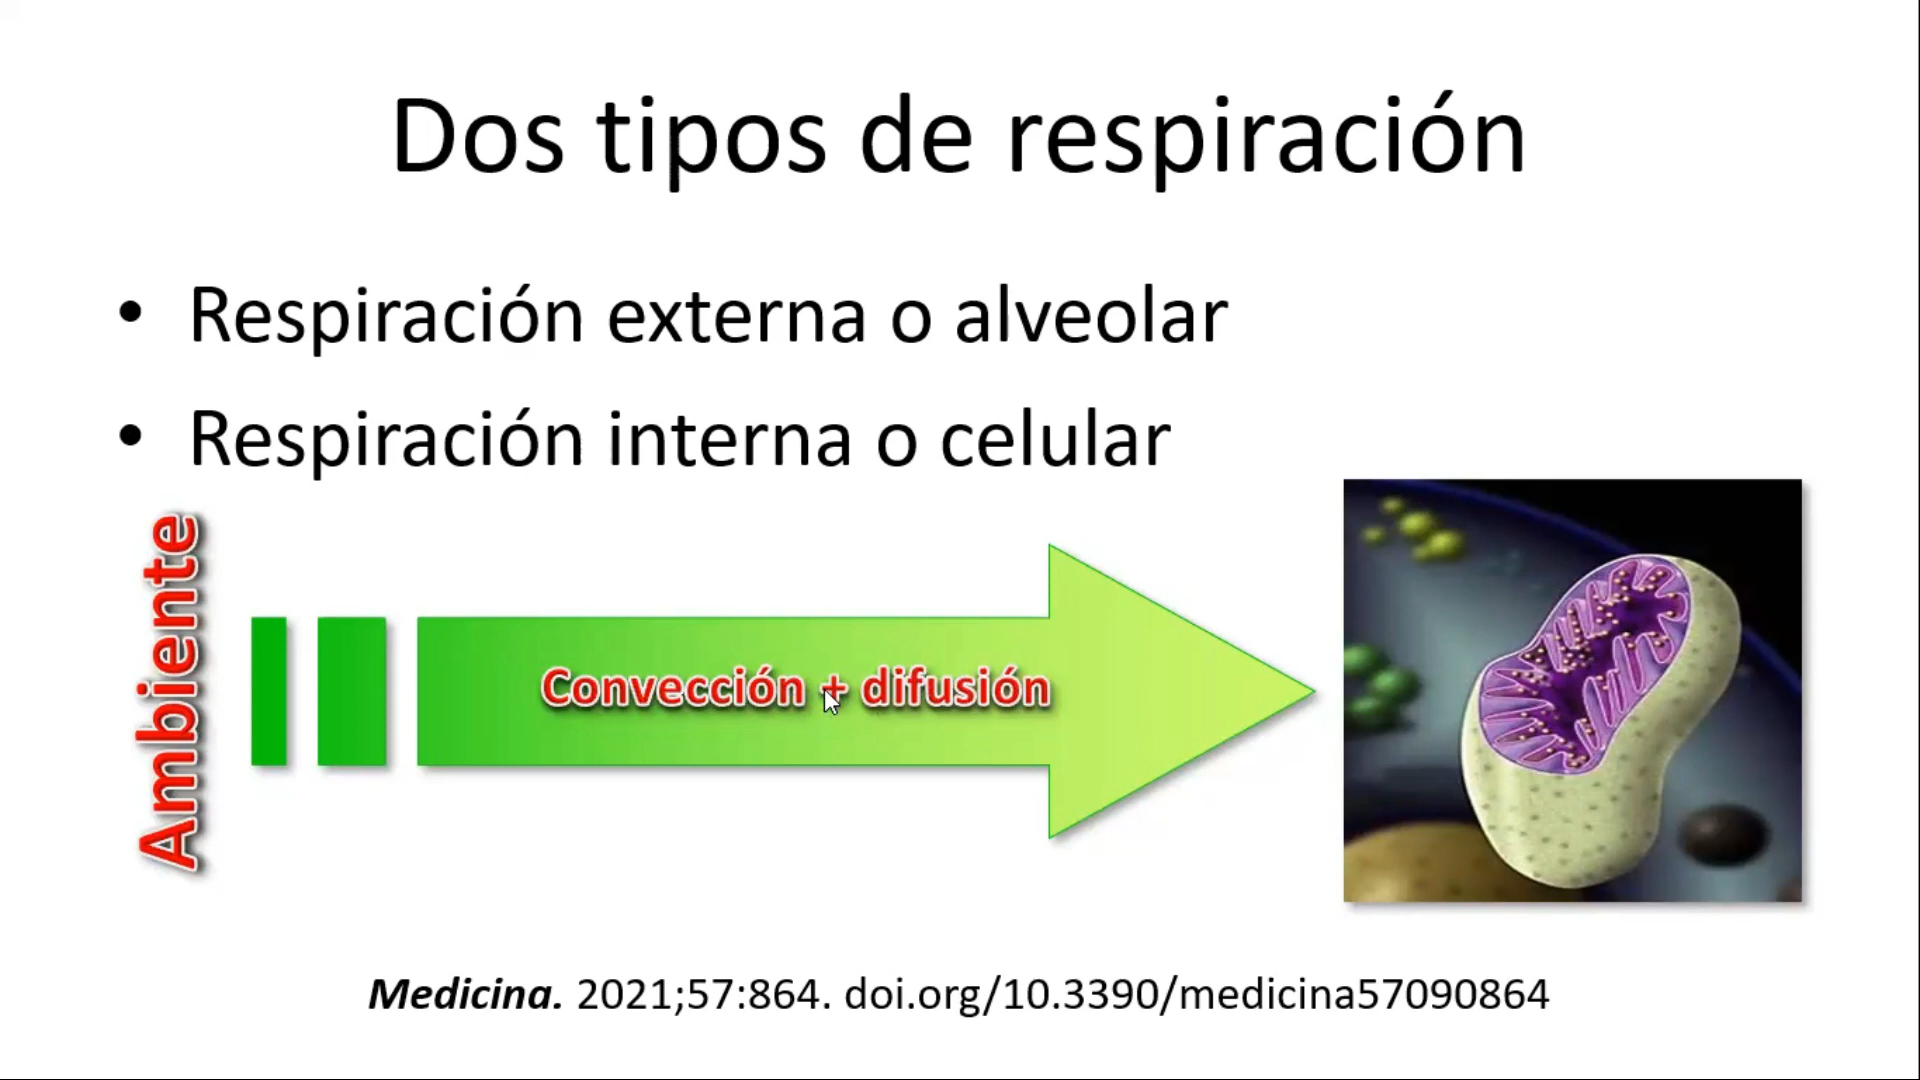 Dos tipos de respiración
• Respiración externa o alveolar
• Respiración interna o celular
Ambiente
Convección + difusión
Medicina. 2021;57:864. doi.org/10.3390/medicina57090864